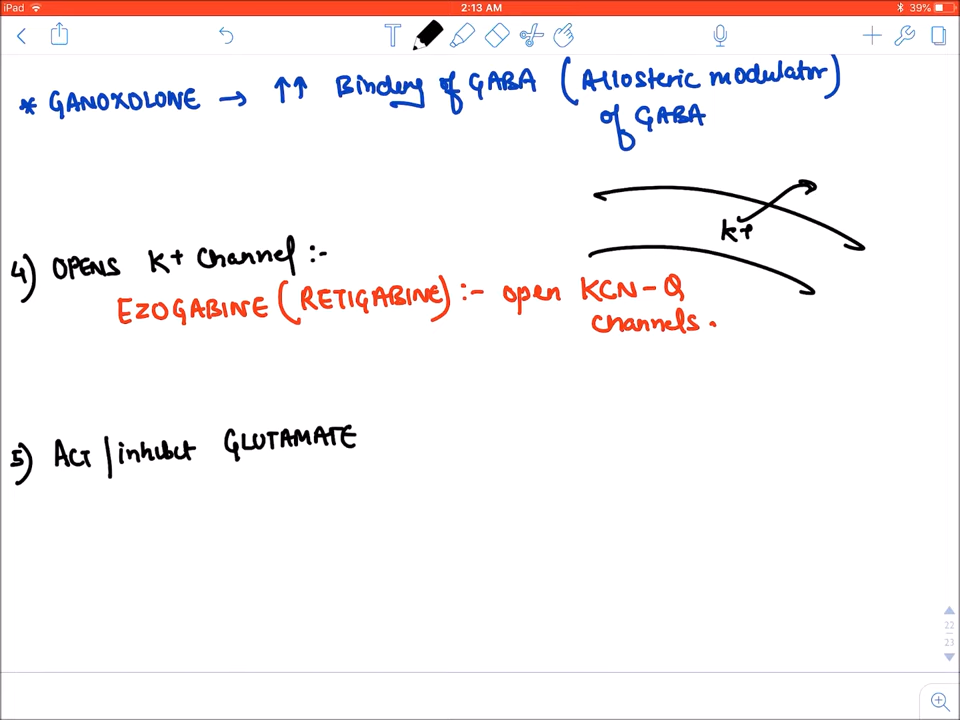 iPad 2:13 AM 39%
T
* GANOXOLONE → ↑↑ Binding of GABA (Allosteric modulator)
of GABA
K+
4) OPENS K+ Channel :-
EZOGABINE (RETIGABINE) :- open KCN-Q
channels.
5) Act / inhibit GLUTAMATE
22
23